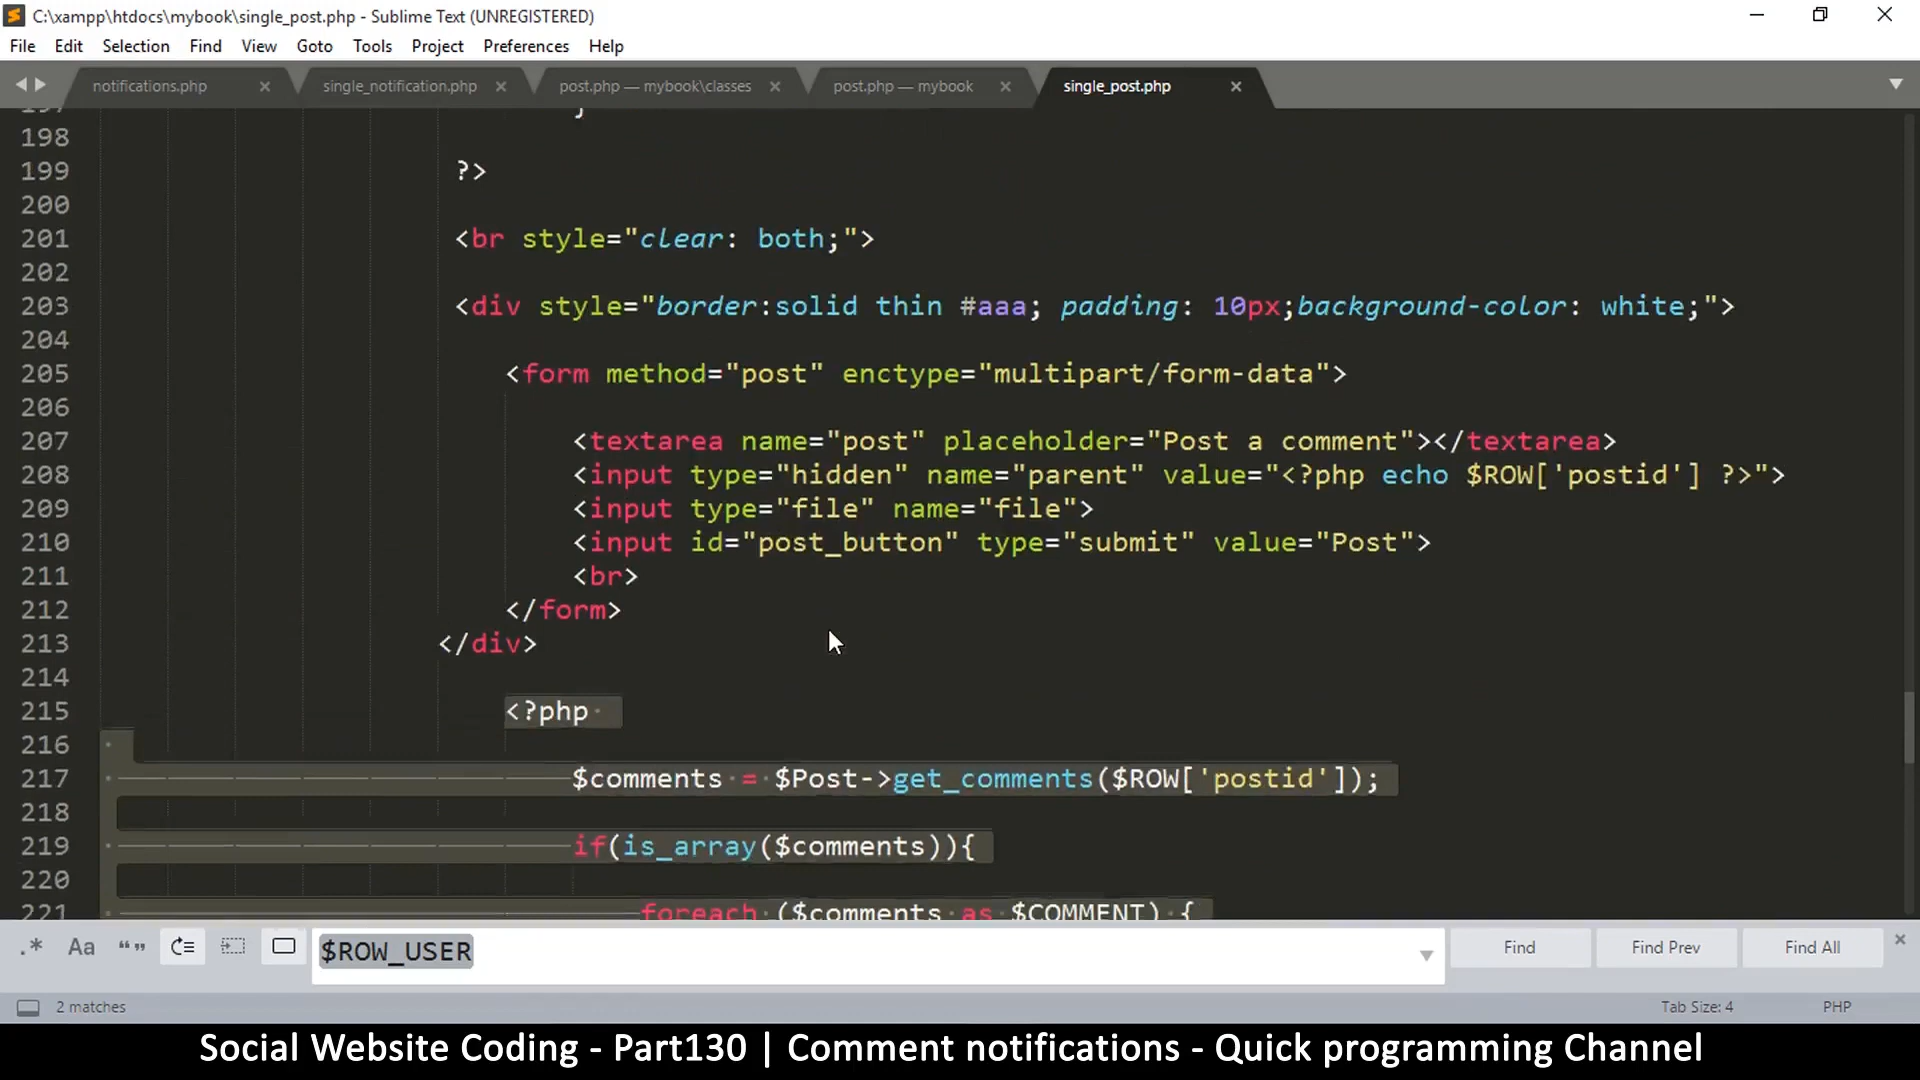 C:\xampp\htdocs\mybook\single_post.php - Sublime Text (UNREGISTERED)
File Edit Selection Find View Goto Tools Project Preferences Help
notifications.php single_notification.php post.php — mybook\classes post.php — mybook single_post.php
197 }
198
199 ?>
200
201 <br style="clear: both;">
202
203 <div style="border:solid thin #aaa; padding: 10px;background-color: white;">
204
205 <form method="post" enctype="multipart/form-data">
206
207 <textarea name="post" placeholder="Post a comment"></textarea>
208 <input type="hidden" name="parent" value="<?php echo $ROW['postid'] ?>">
209 <input type="file" name="file">
210 <input id="post_button" type="submit" value="Post">
211 <br>
212 </form>
213 </div>
214
215 <?php
216
217 $comments = $Post->get_comments($ROW['postid']);
218
219 if(is_array($comments)){
220
221 foreach ($comments as $COMMENT) {
.* Aa “ ” $ROW_USER Find Find Prev Find All
2 matches Tab Size: 4 PHP
Social Website Coding - Part130 | Comment notifications - Quick programming Channel